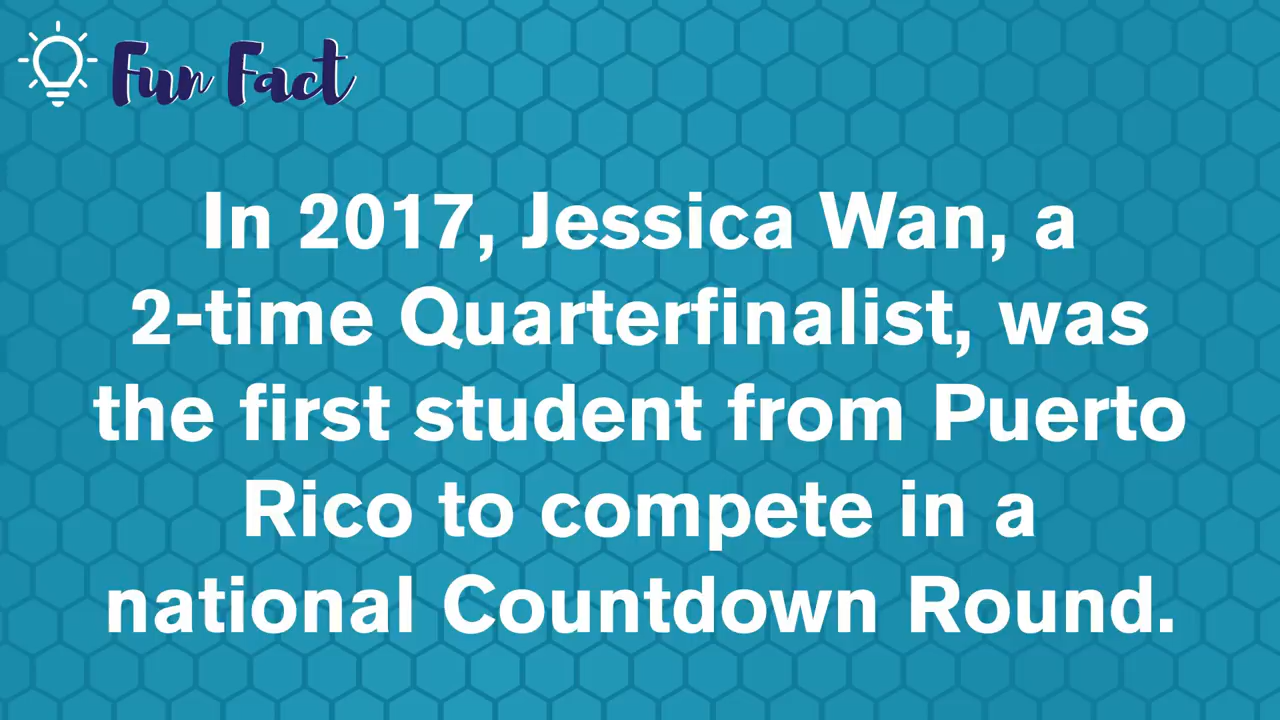 Fun Fact
In 2017, Jessica Wan, a
2-time Quarterfinalist, was
the first student from Puerto
Rico to compete in a
national Countdown Round.